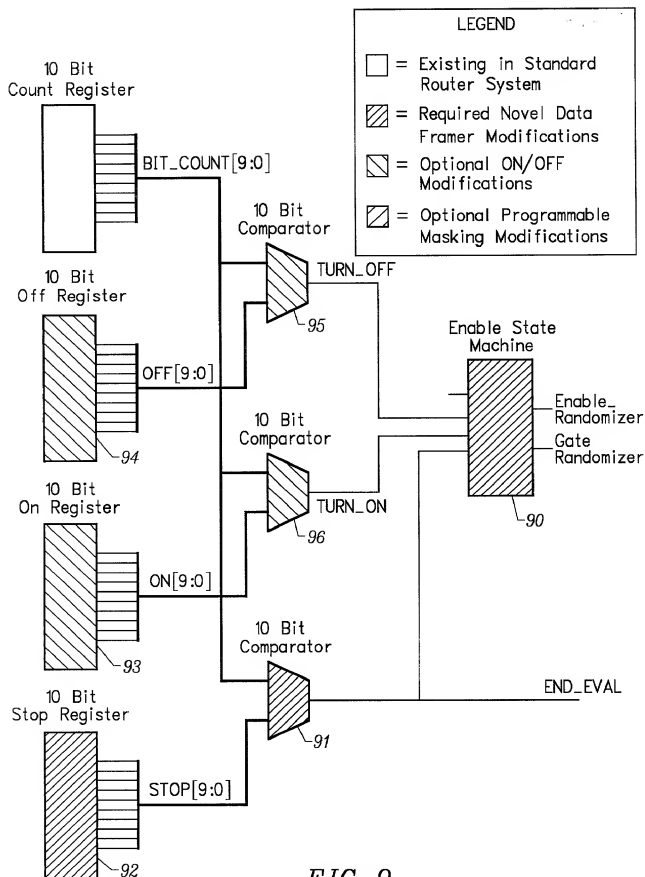 LEGEND
= Existing in Standard
Router System
= Required Novel Data
Framer Modifications
= Optional ON/OFF
Modifications
= Optional Programmable
Masking Modifications
10 Bit
Count Register
BIT_COUNT[9:0]
10 Bit
Comparator
TURN_OFF
95
10 Bit
Off Register
OFF[9:0]
94
Enable State
Machine
Enable_
Randomizer
Gate
Randomizer
90
10 Bit
Comparator
TURN_ON
96
10 Bit
On Register
ON[9:0]
93
10 Bit
Comparator
END_EVAL
91
10 Bit
Stop Register
STOP[9:0]
92
FIG. 9